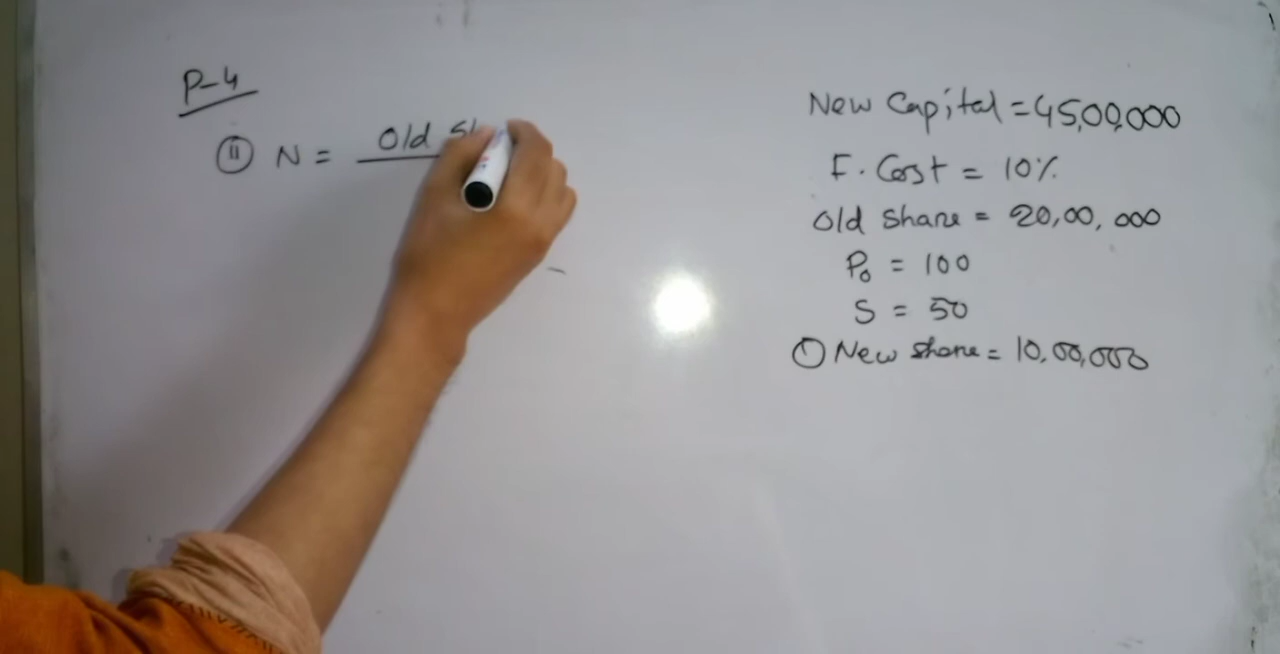 P-4
ⓘⓘ N = Old
New Capital = 45,00,000
F. Cost = 10%
Old share = 20,00,000
P₀ = 100
S = 50
① New share = 10,00,000